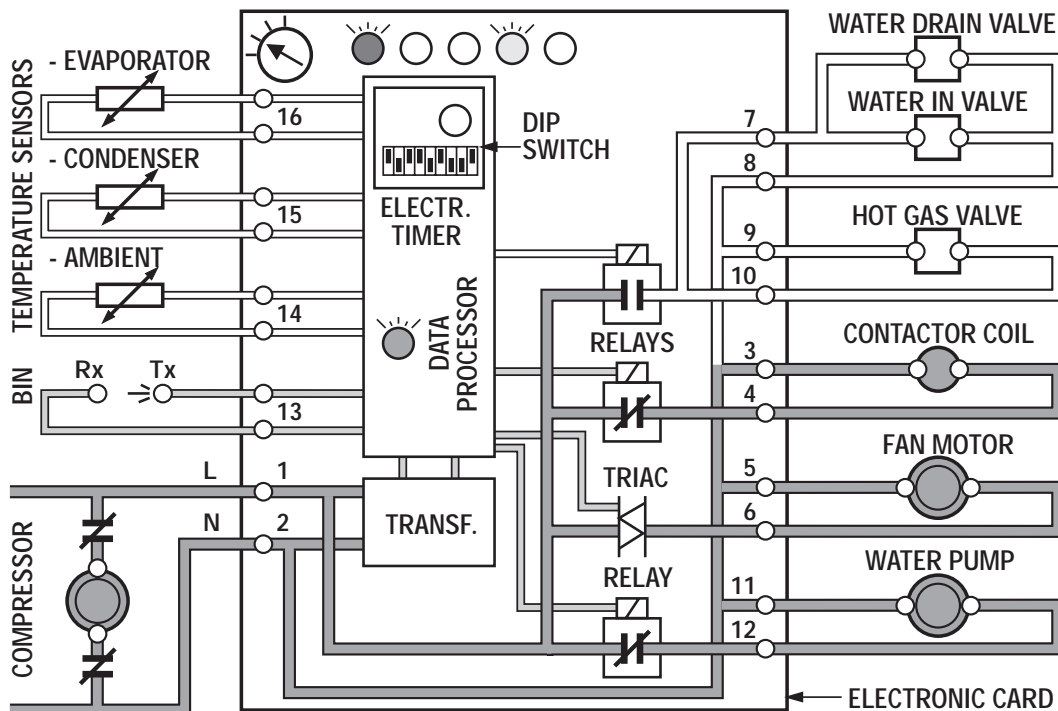 TEMPERATURE SENSORS
- EVAPORATOR
16
- CONDENSER
15
- AMBIENT
14
BIN
Rx
Tx
13
L
1
N
2
COMPRESSOR
DIP
SWITCH
ELECTR.
TIMER
DATA
PROCESSOR
TRANSF.
RELAYS
TRIAC
RELAY
WATER DRAIN VALVE
WATER IN VALVE
7
8
HOT GAS VALVE
9
10
CONTACTOR COIL
3
4
FAN MOTOR
5
6
WATER PUMP
11
12
ELECTRONIC CARD